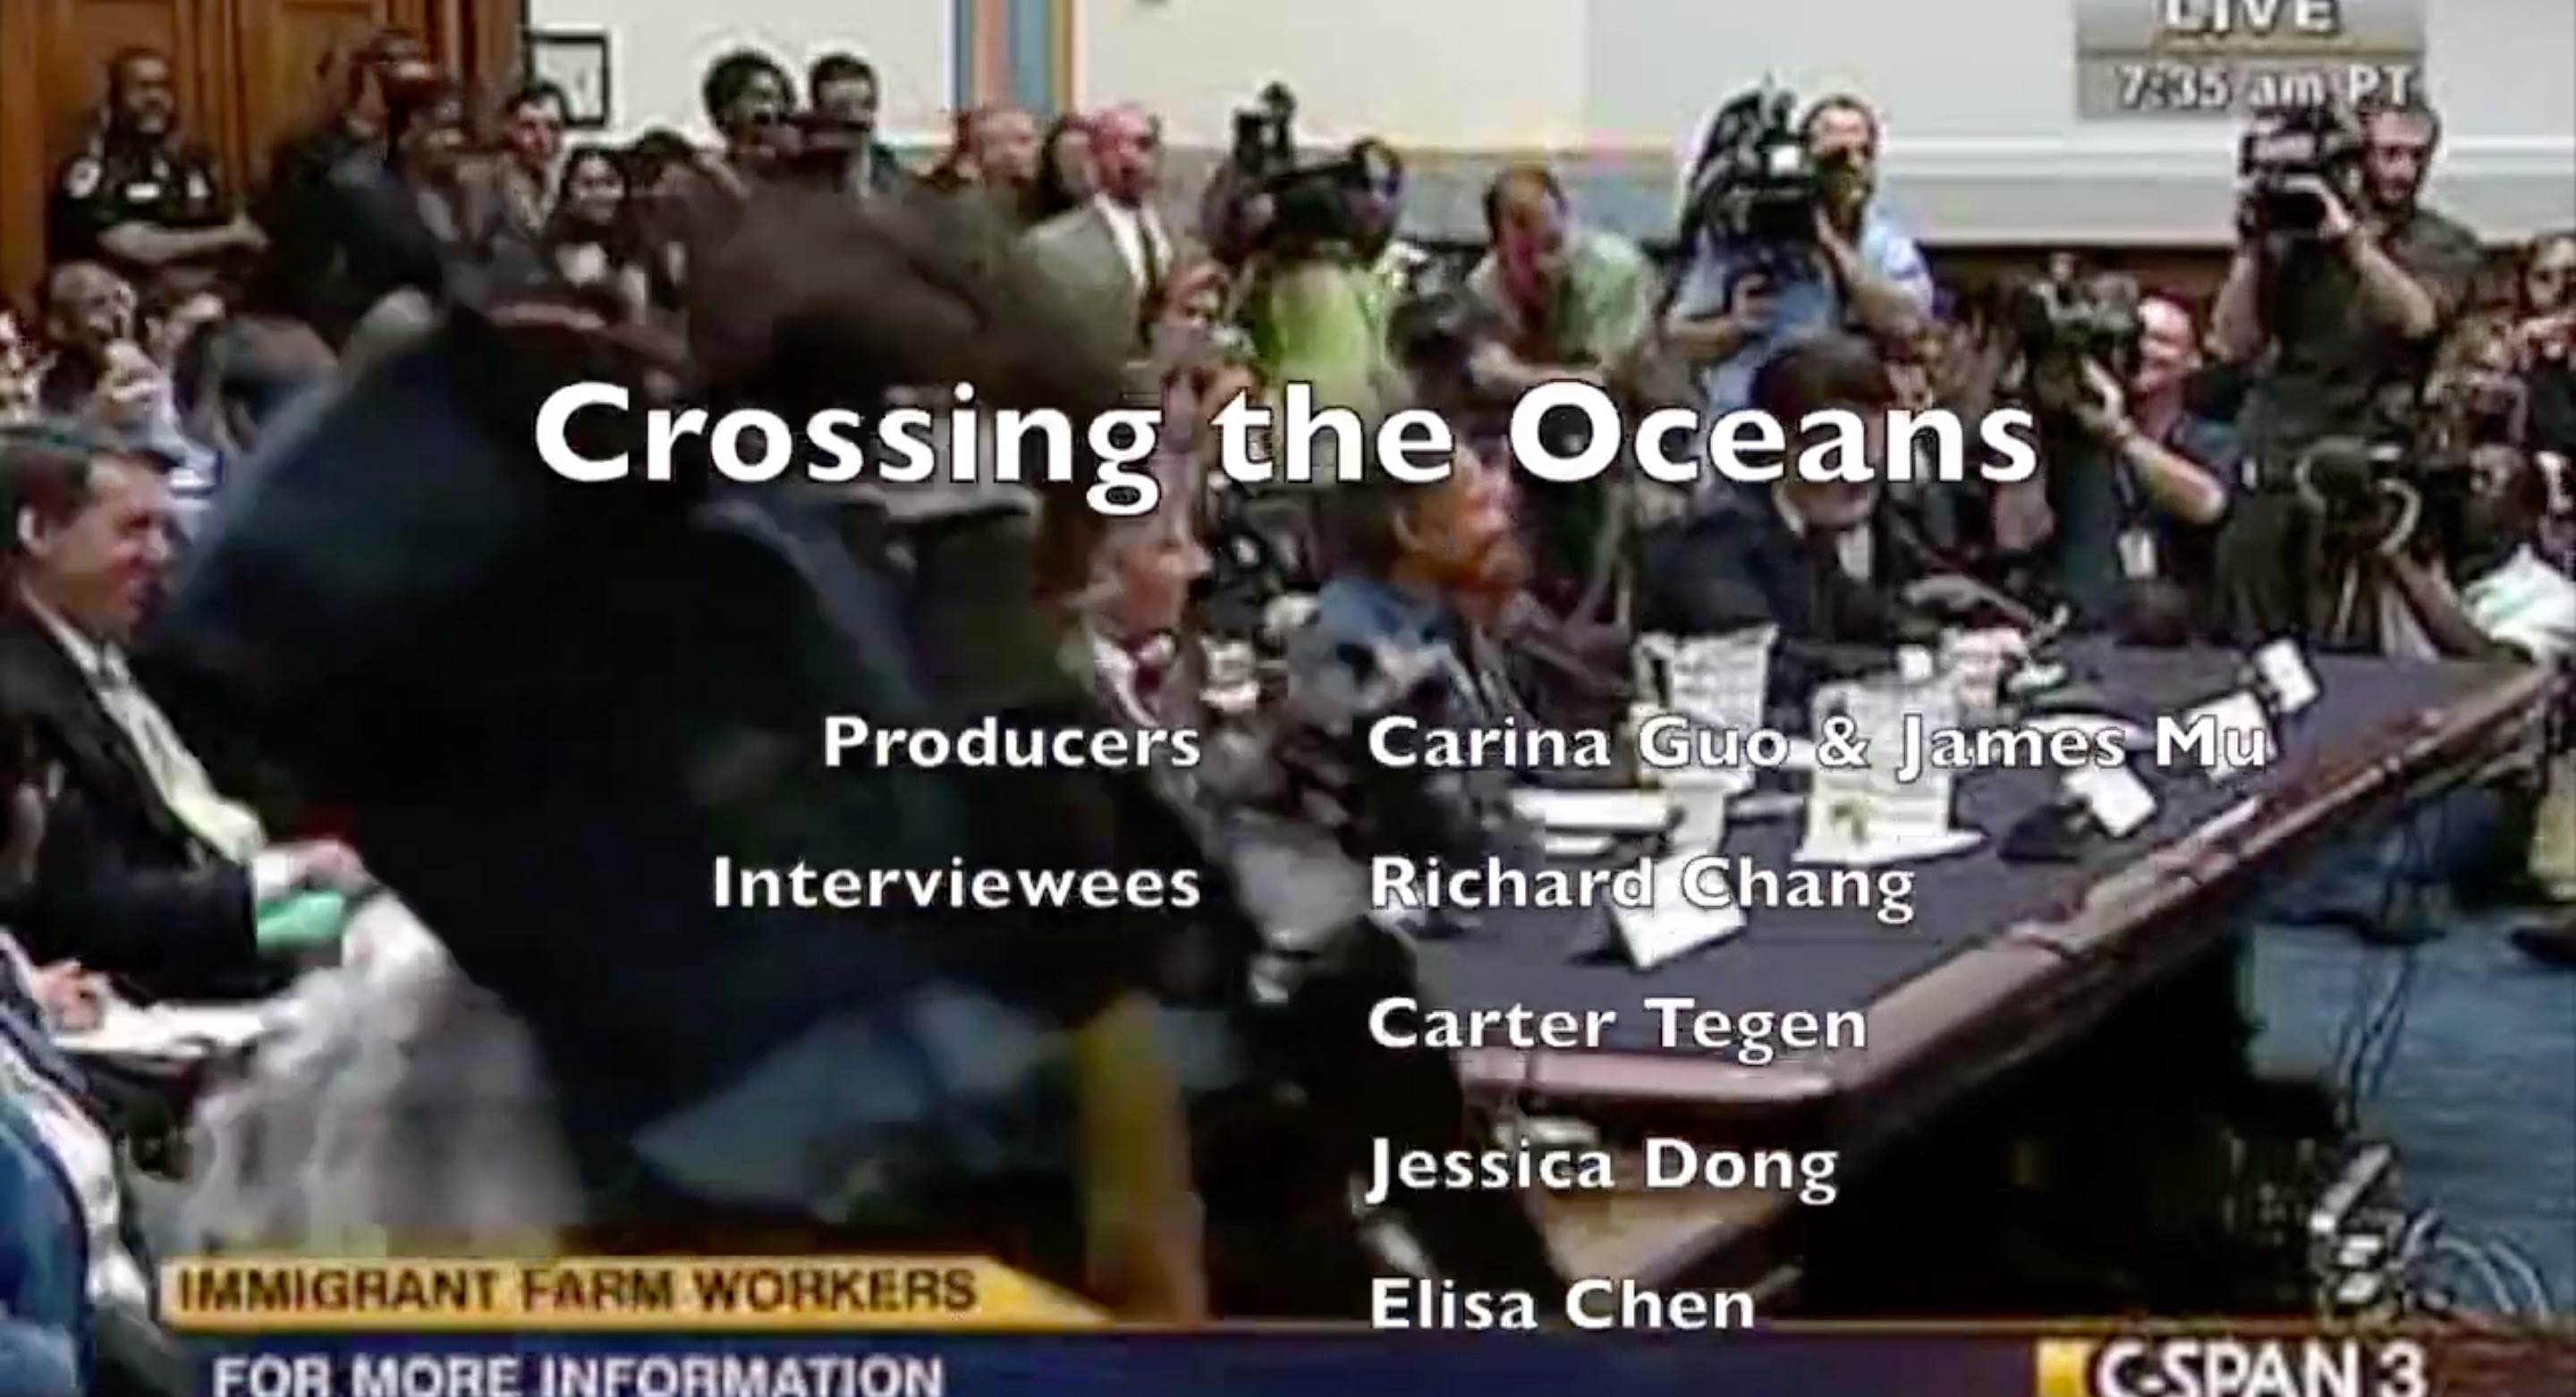 LIVE
7:35 am PT
Crossing the Oceans
Producers Carina Guo & James Mu
Interviewees Richard Chang
Carter Tegen
Jessica Dong
Elisa Chen
IMMIGRANT FARM WORKERS
FOR MORE INFORMATION
C-SPAN 3